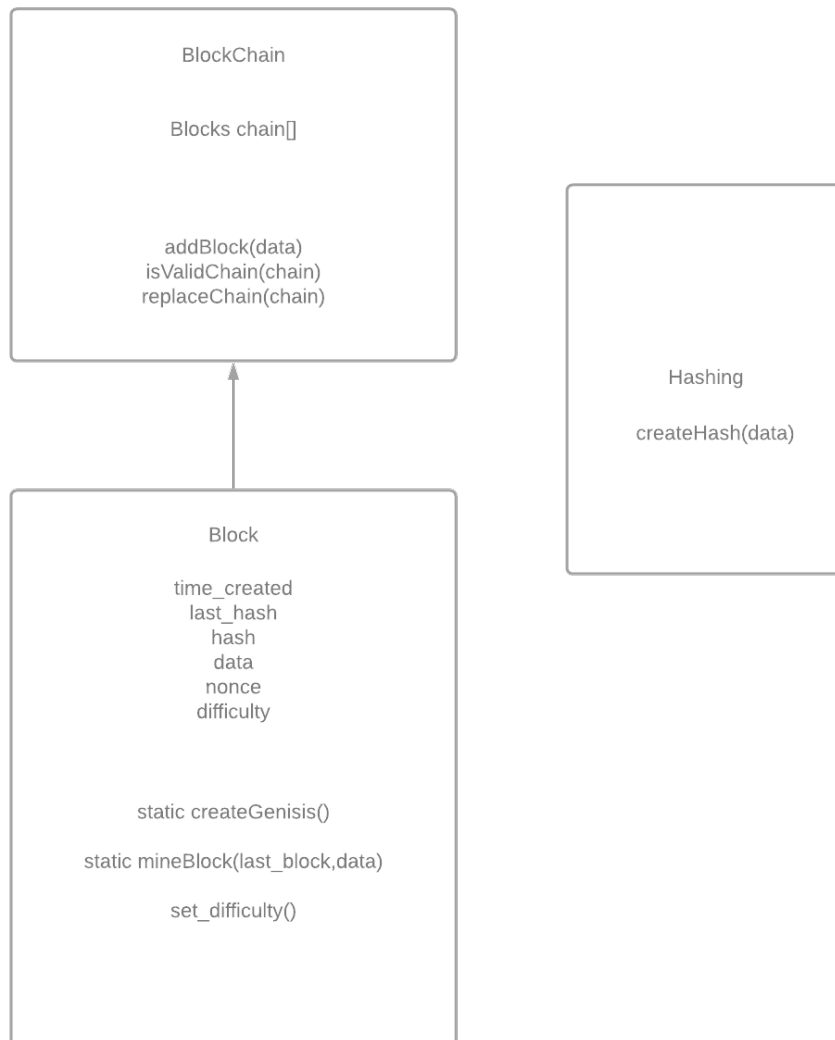 BlockChain
Blocks chain[]
addBlock(data)
isValidChain(chain)
replaceChain(chain)
Hashing
createHash(data)
Block
time_created
last_hash
hash
data
nonce
difficulty
static createGenisis()
static mineBlock(last_block,data)
set_difficulty()